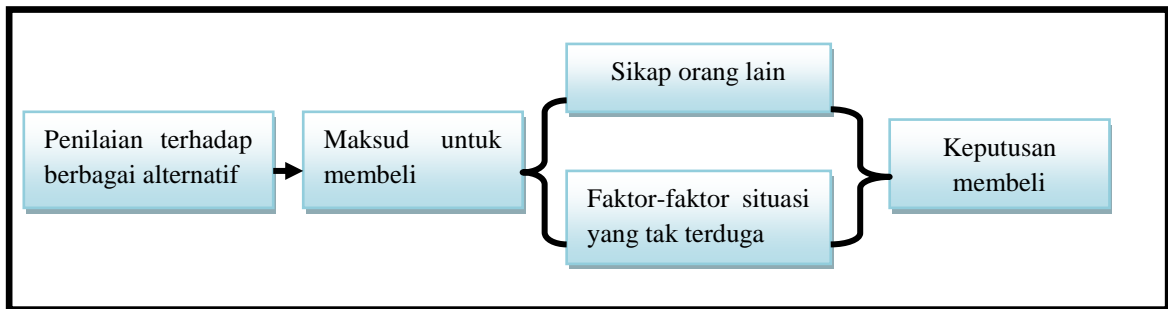 Penilaian terhadap
berbagai alternatif
Maksud untuk
membeli
Sikap orang lain
Faktor-faktor situasi
yang tak terduga
Keputusan
membeli